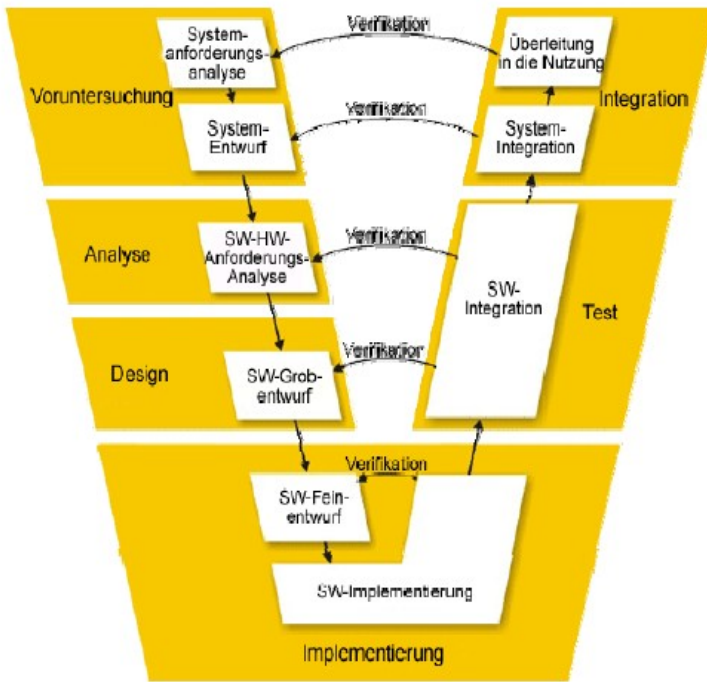 System-
anforderungs-
analyse
Verifikation
Überleitung
in die Nutzung
Voruntersuchung
Integration
System-
Entwurf
Verifikation
System-
Integration
Analyse
SW-HW-
Anforderungs-
Analyse
Verifikation
SW-
Integration
Test
Design
SW-Grob-
entwurf
Verifikation
SW-Fein-
entwurf
Verifikation
SW-Implementierung
Implementierung